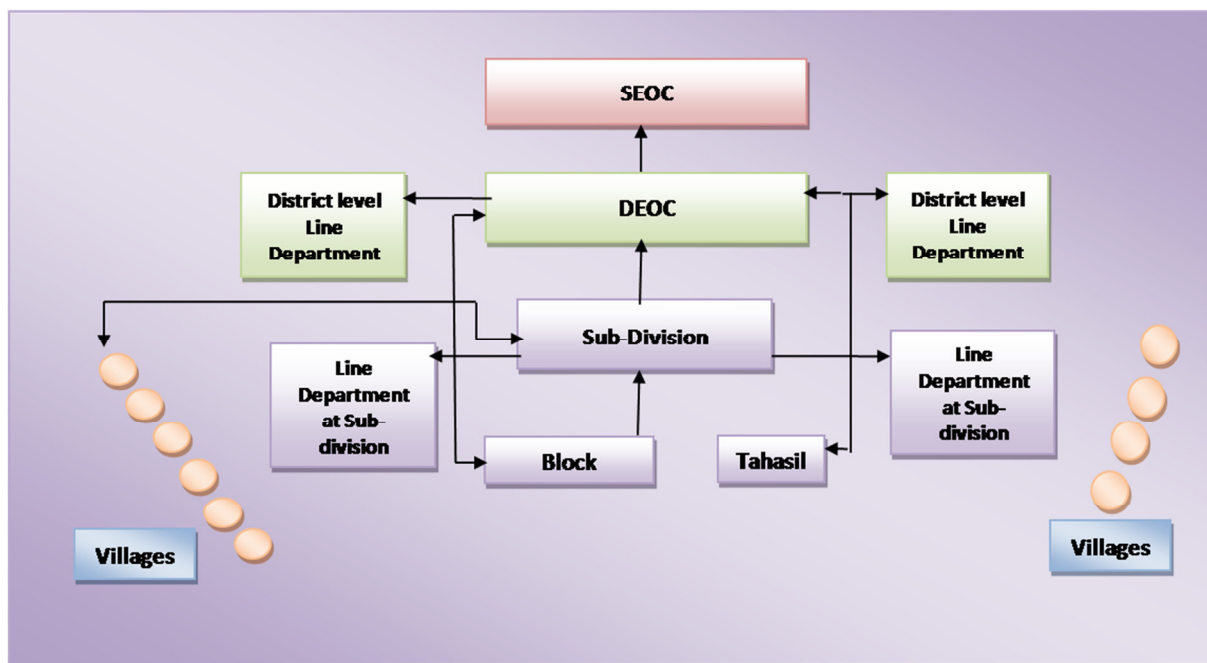 SEOC
District level
Line
Department
DEOC
District level
Line
Department
Sub-Division
Line
Department
at Sub-
division
Line
Department
at Sub-
division
Block
Tahasil
Villages
Villages